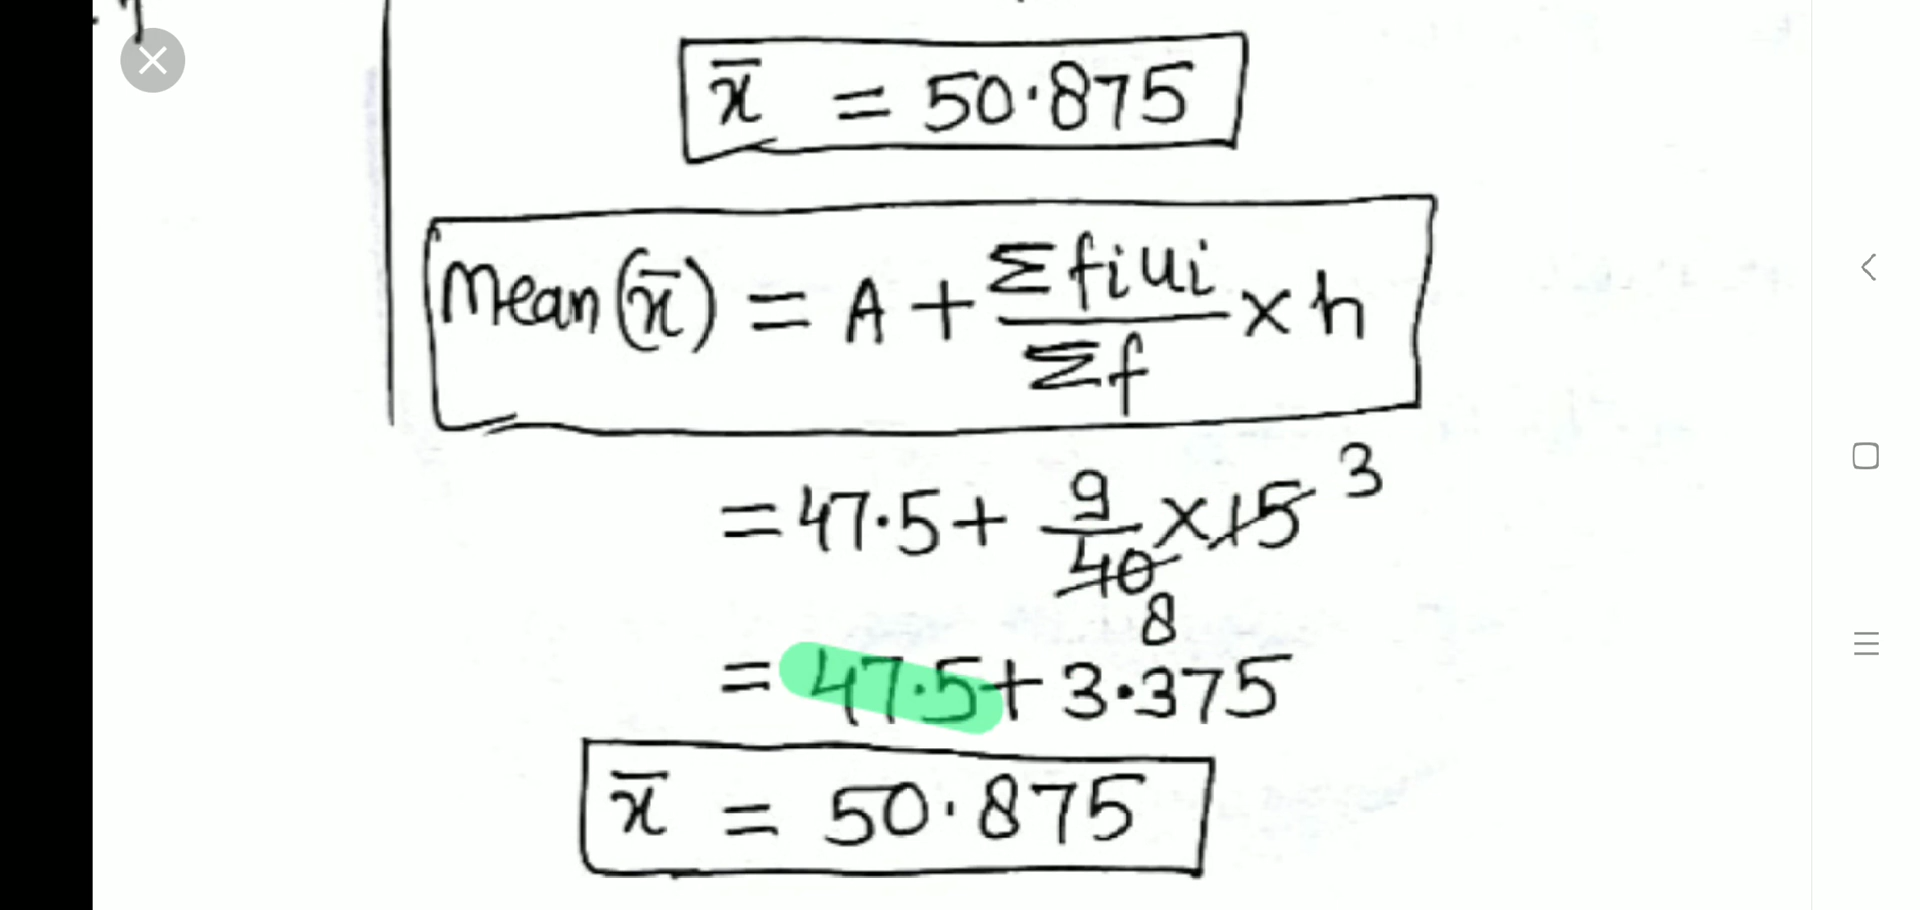 x̄ = 50·875
Mean(x̄) = A + Σfiui/Σf × h
= 47·5 + 9/40 × 15 3
8
= 47·5 + 3·375
x̄ = 50·875